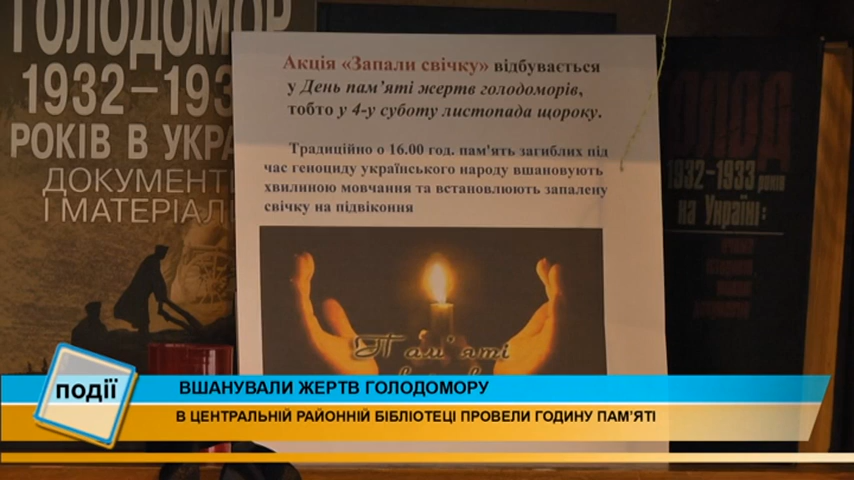 ГОЛОДОМОР
1932–193
РОКІВ В УКРА
ДОКУМЕНТ
І МАТЕРІАЛ
Акція «Запали свічку» відбувається
у День пам’яті жертв голодоморів,
тобто у 4-у суботу листопада щороку.
Традиційно о 16.00 год. пам'ять загиблих під
час геноциду українського народу вшановують
хвилиною мовчання та встановлюють запалену
свічку на підвіконня
Пам'яті
1932–1933 років
на Україні:
події
ВШАНУВАЛИ ЖЕРТВ ГОЛОДОМОРУ
В ЦЕНТРАЛЬНІЙ РАЙОННІЙ БІБЛІОТЕЦІ ПРОВЕЛИ ГОДИНУ ПАМ'ЯТІ